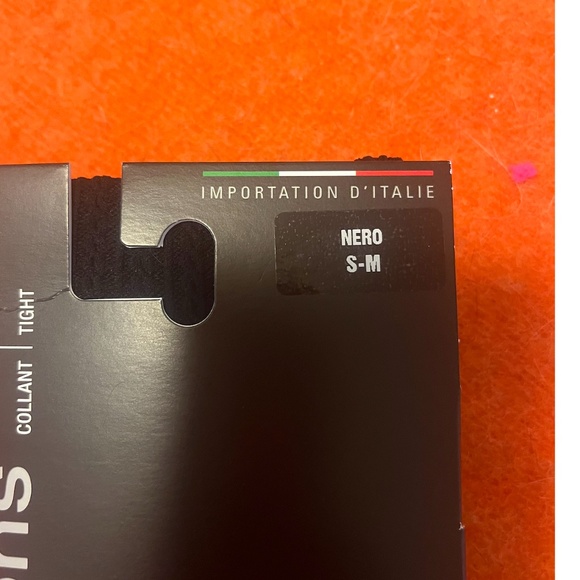 IMPORTATION D'ITALIE
NERO
S-M
COLLANT | TIGHT